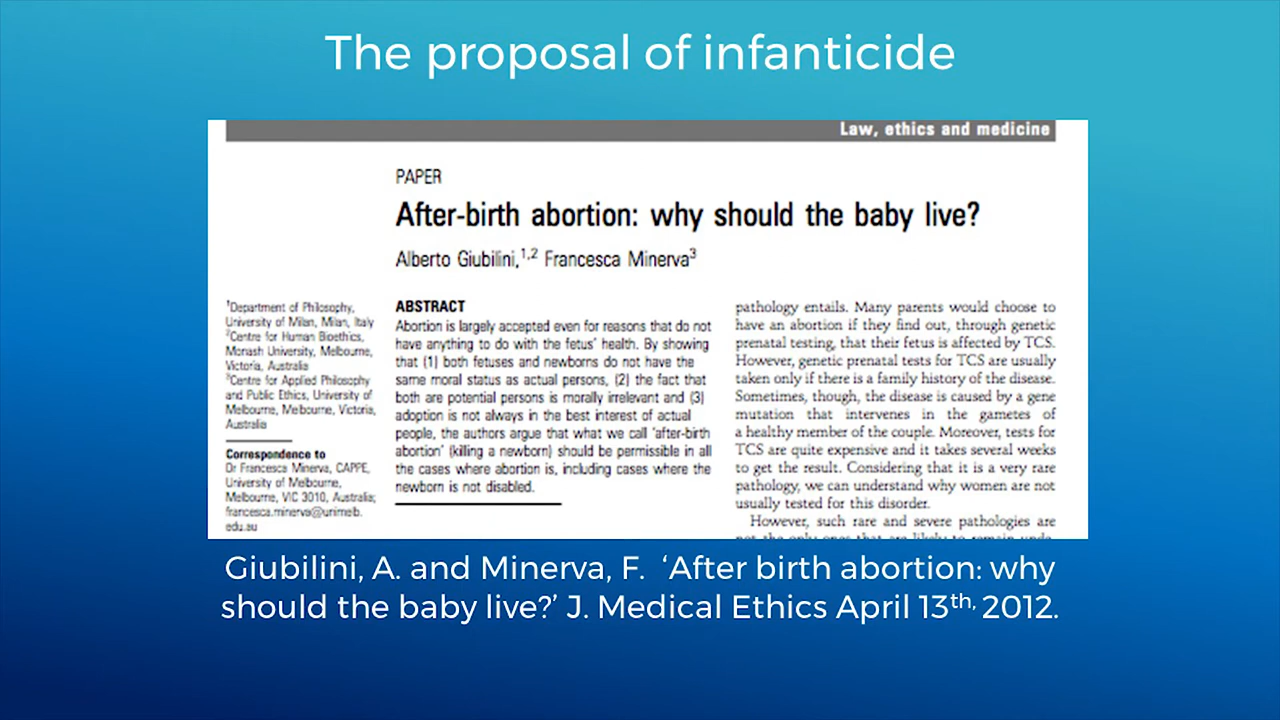 The proposal of infanticide
Law, ethics and medicine
PAPER
After-birth abortion: why should the baby live?
Alberto Giubilini,1,2 Francesca Minerva3
1Department of Philosophy,
University of Milan, Milan, Italy
2Centre for Human Bioethics,
Monash University, Melbourne,
Victoria, Australia
3Centre for Applied Philosophy
and Public Ethics, University of
Melbourne, Melbourne, Victoria,
Australia
Correspondence to
Dr Francesca Minerva, CAPPE,
University of Melbourne,
Melbourne, VIC 3010, Australia;
francesca.minerva@unimelb.
edu.au
ABSTRACT
Abortion is largely accepted even for reasons that do not
have anything to do with the fetus' health. By showing
that (1) both fetuses and newborns do not have the
same moral status as actual persons, (2) the fact that
both are potential persons is morally irrelevant and (3)
adoption is not always in the best interest of actual
people, the authors argue that what we call 'after-birth
abortion' (killing a newborn) should be permissible in all
the cases where abortion is, including cases where the
newborn is not disabled.
pathology entails. Many parents would choose to
have an abortion if they find out, through genetic
prenatal testing, that their fetus is affected by TCS.
However, genetic prenatal tests for TCS are usually
taken only if there is a family history of the disease.
Sometimes, though, the disease is caused by a gene
mutation that intervenes in the gametes of
a healthy member of the couple. Moreover, tests for
TCS are quite expensive and it takes several weeks
to get the result. Considering that it is a very rare
pathology, we can understand why women are not
usually tested for this disorder.
However, such rare and severe pathologies are
Giubilini, A. and Minerva, F. ‘After birth abortion: why
should the baby live?’ J. Medical Ethics April 13th, 2012.